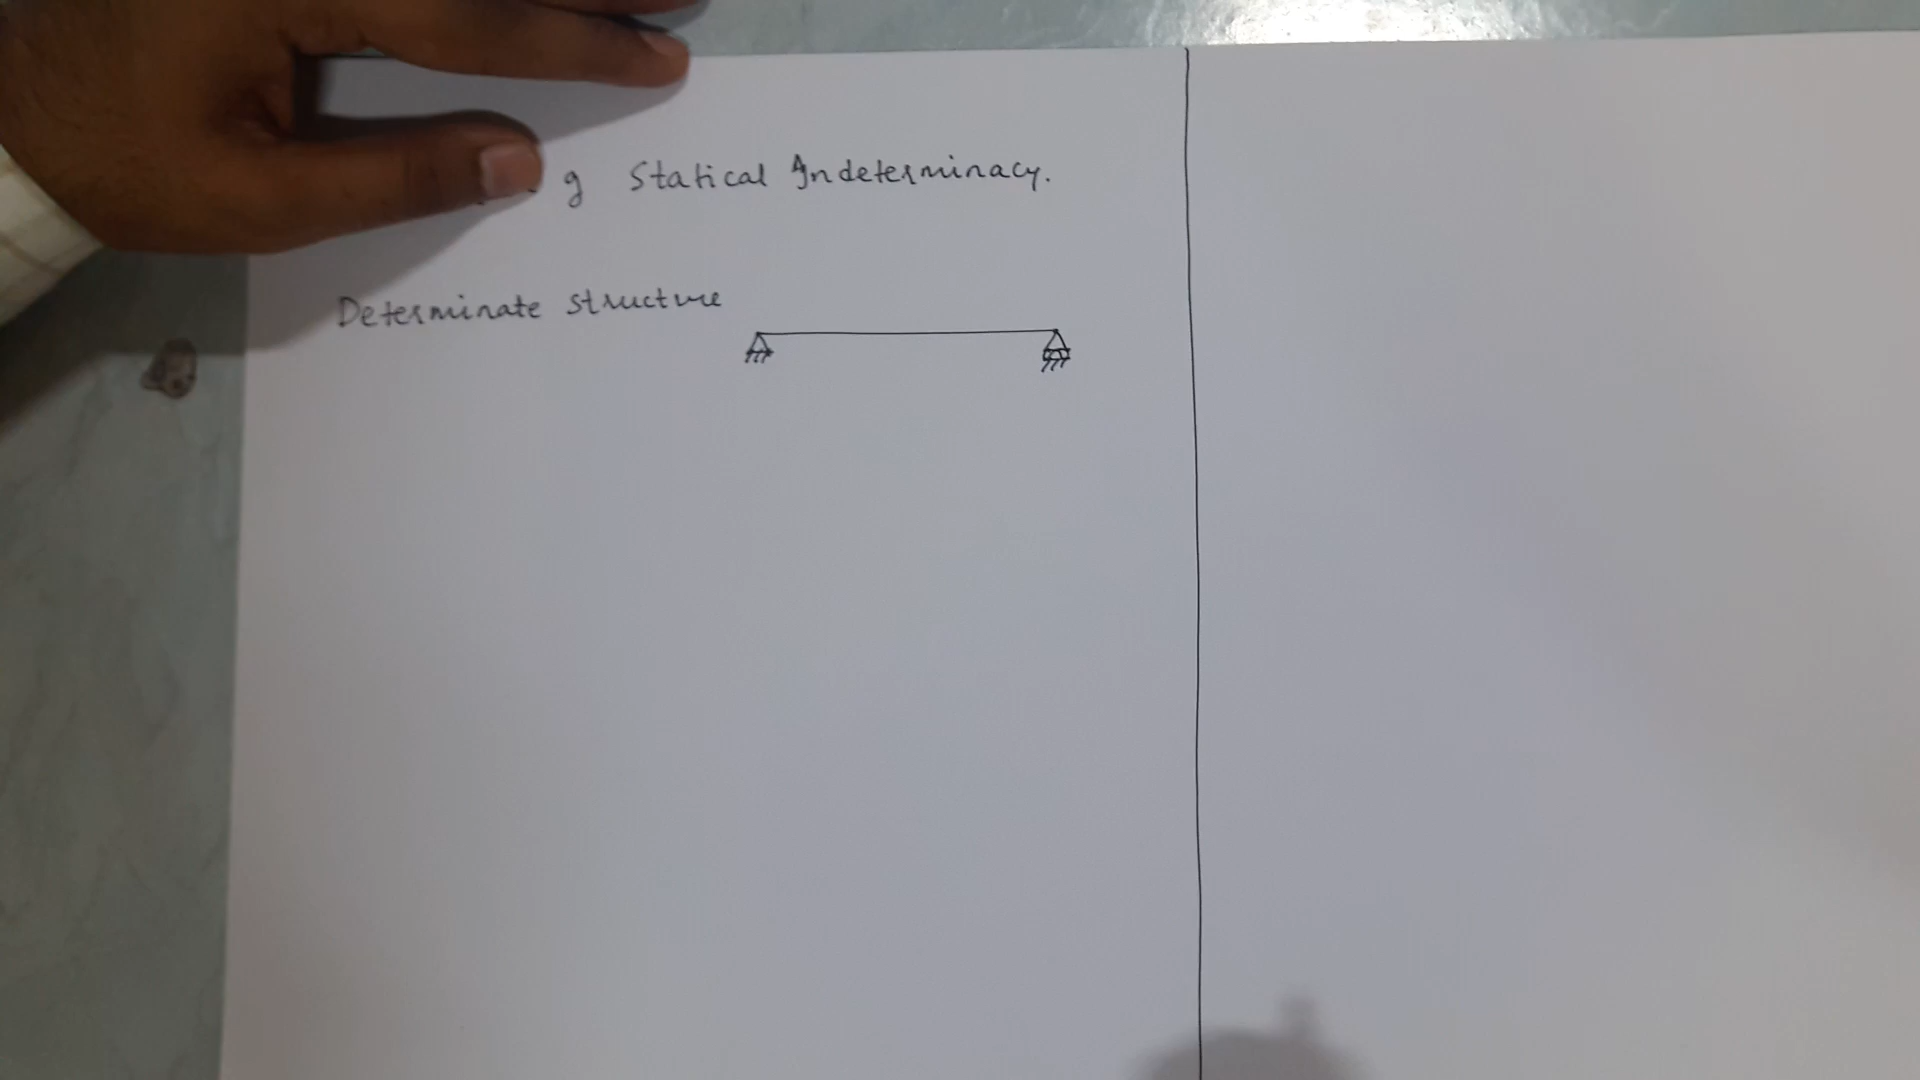 g Statical Indeterminacy.
Determinate structure